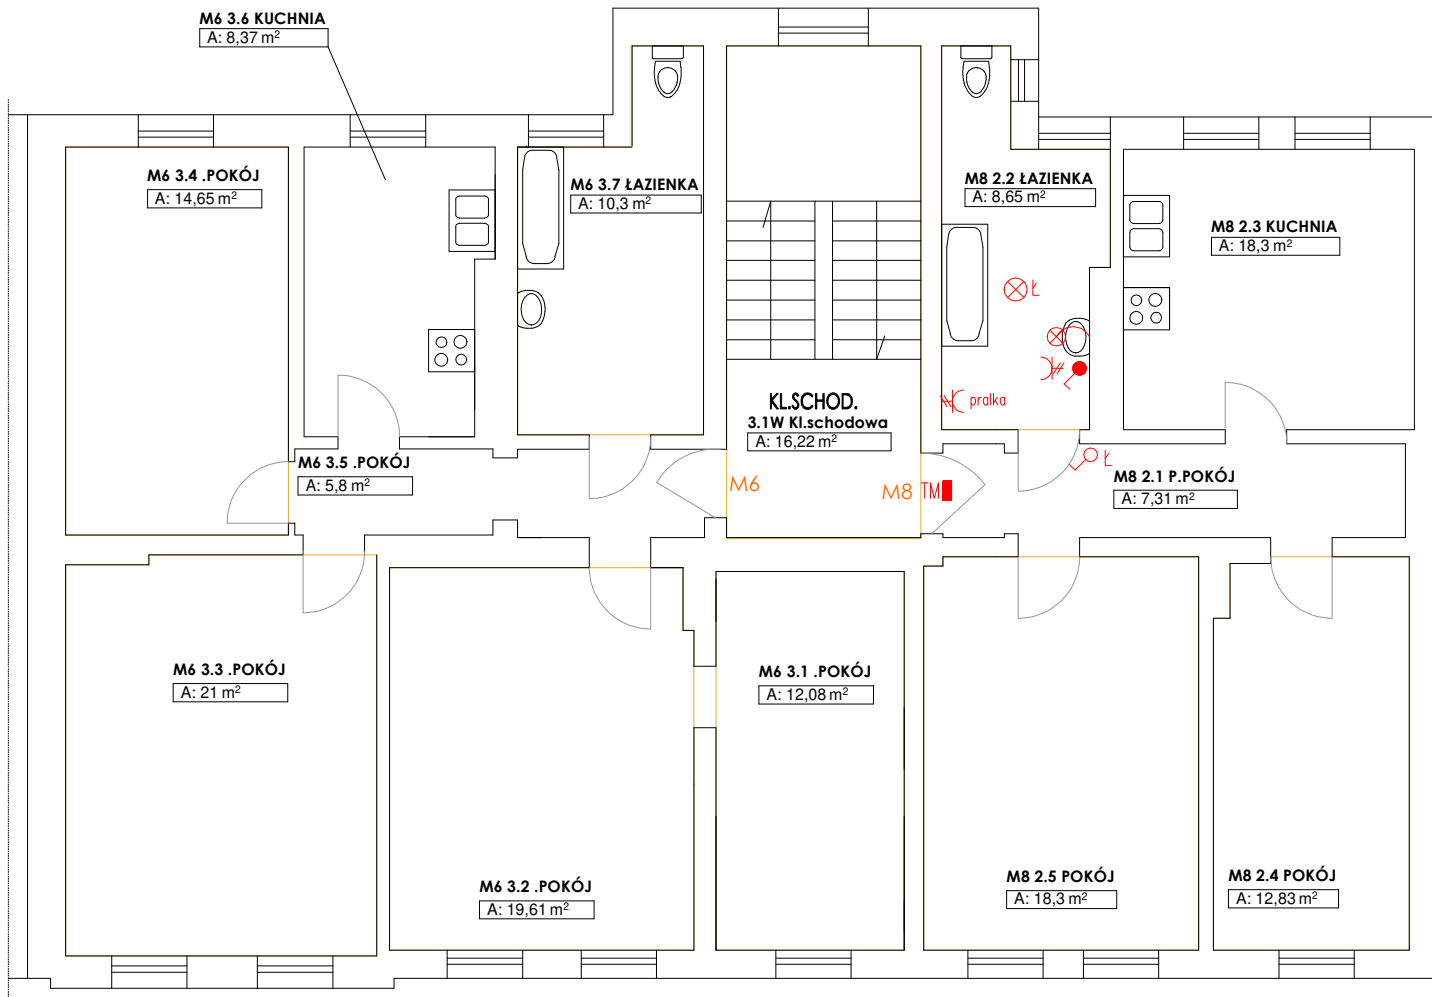 M6 3.6 KUCHNIA
A: 8,37 m²
M6 3.4 .POKÓJ
A: 14,65 m²
M6 3.7 ŁAZIENKA
A: 10,3 m²
M8 2.2 ŁAZIENKA
A: 8,65 m²
M8 2.3 KUCHNIA
A: 18,3 m²
Ł
pralka
KL.SCHOD.
3.1W Kl.schodowa
A: 16,22 m²
M6 3.5 .POKÓJ
A: 5,8 m²
M6
M8 TM
Ł
M8 2.1 P.POKÓJ
A: 7,31 m²
M6 3.3 .POKÓJ
A: 21 m²
M6 3.1 .POKÓJ
A: 12,08 m²
M6 3.2 .POKÓJ
A: 19,61 m²
M8 2.5 POKÓJ
A: 18,3 m²
M8 2.4 POKÓJ
A: 12,83 m²